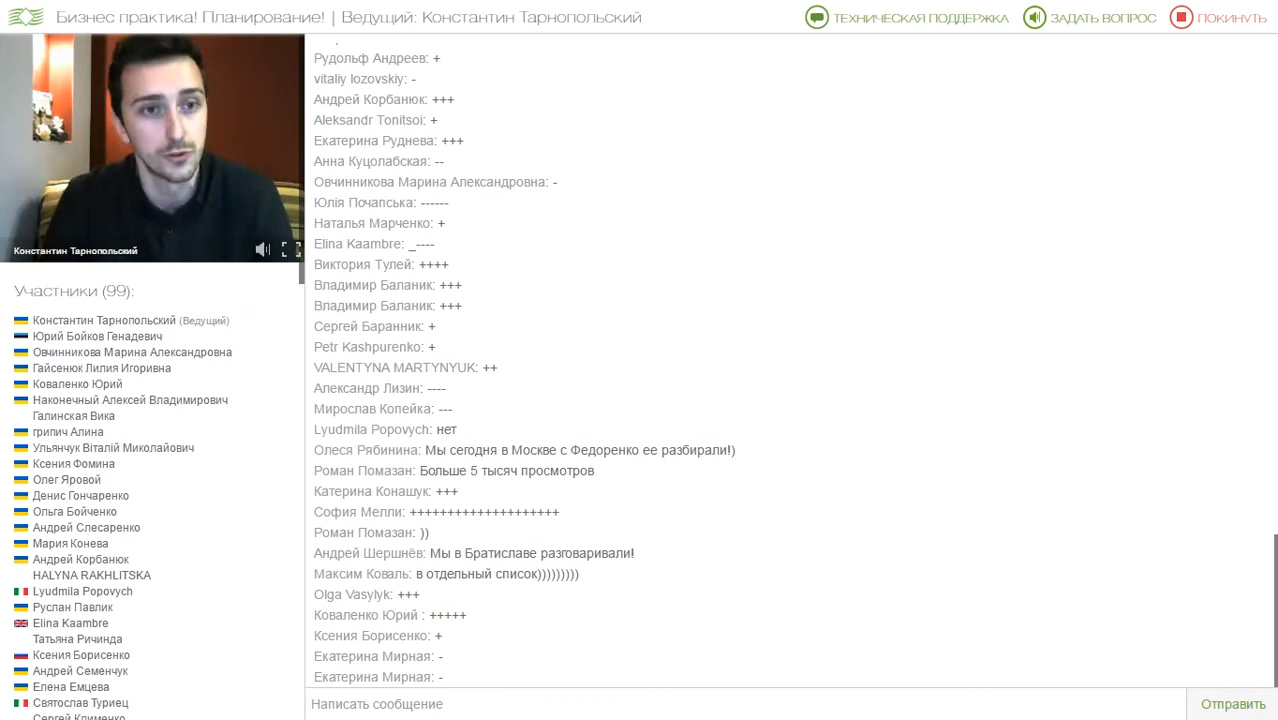 Бизнес практика! Планирование! | Ведущий: Константин Тарнопольский
ТЕХНИЧЕСКАЯ ПОДДЕРЖКА
ЗАДАТЬ ВОПРОС
ПОКИНУТЬ
Константин Тарнопольский
Участники (99):
Константин Тарнопольский (Ведущий)
Юрий Бойков Генадевич
Овчинникова Марина Александровна
Гайсенюк Лилия Игоривна
Коваленко Юрий
Наконечный Алексей Владимирович
Галинская Вика
грипич Алина
Ульянчук Віталій Миколайович
Ксения Фомина
Олег Яровой
Денис Гончаренко
Ольга Бойченко
Андрей Слесаренко
Мария Конева
Андрей Корбанюк
HALYNA RAKHLITSKA
Lyudmila Popovych
Руслан Павлик
Elina Kaambre
Татьяна Ричинда
Ксения Борисенко
Андрей Семенчук
Елена Емцева
Святослав Туриец
Сергей Клименко
Рудольф Андреев: +
vitaliy lozovskiy: -
Андрей Корбанюк: +++
Aleksandr Tonitsoi: +
Екатерина Руднева: +++
Анна Куцолабская: --
Овчинникова Марина Александровна: -
Юлія Почапська: ------
Наталья Марченко: +
Elina Kaambre: _----
Виктория Тулей: ++++
Владимир Баланик: +++
Владимир Баланик: +++
Сергей Баранник: +
Petr Kashpurenko: +
VALENTYNA MARTYNYUK: ++
Александр Лизин: ----
Мирослав Копейка: ---
Lyudmila Popovych: нет
Олеся Рябинина: Мы сегодня в Москве с Федоренко ее разбирали!)
Роман Помазан: Больше 5 тысяч просмотров
Катерина Конашук: +++
София Мелли: ++++++++++++++++++++
Роман Помазан: ))
Андрей Шершнёв: Мы в Братиславе разговаривали!
Максим Коваль: в отдельный список)))))))))
Olga Vasylyk: +++
Коваленко Юрий : +++++
Ксения Борисенко: +
Екатерина Мирная: -
Екатерина Мирная: -
Написать сообщение
Отправить